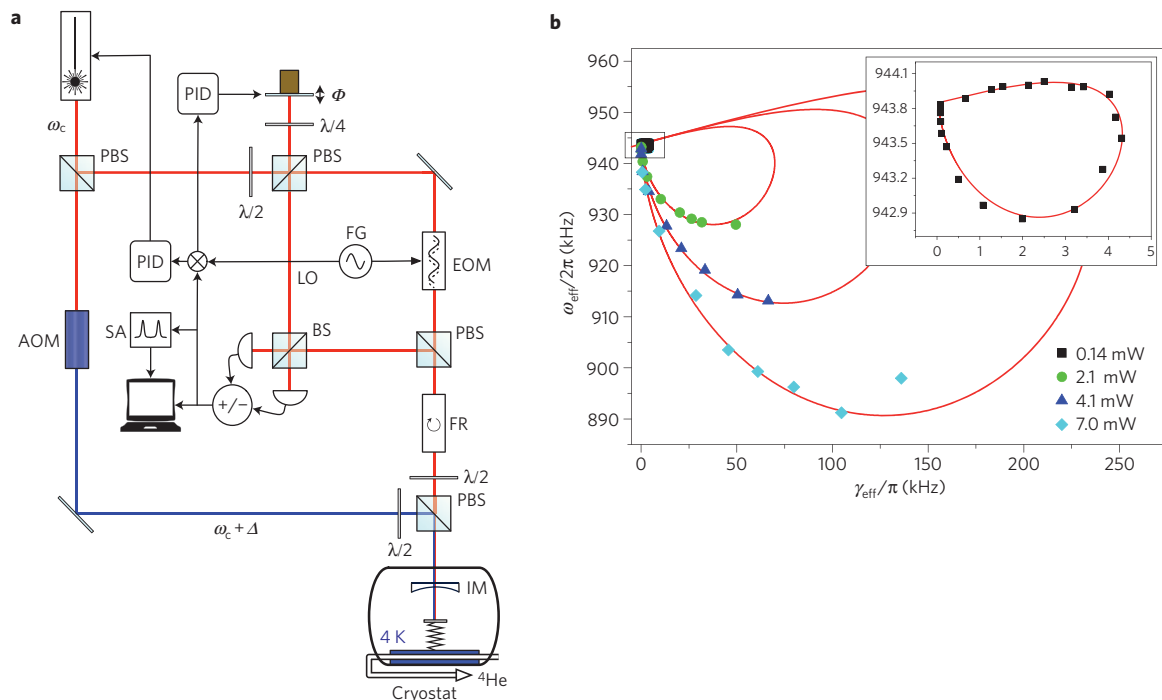 a
PID
Φ
λ/4
ω_c
PBS
PBS
λ/2
FG
PID
LO
EOM
SA
BS
PBS
AOM
+/−
FR
λ/2
PBS
ω_c + Δ
λ/2
IM
4 K
⁴He
Cryostat
b
960
950
940
930
920
910
900
890
ω_eff/2π (kHz)
0
50
100
150
200
250
γ_eff/π (kHz)
944.1
943.8
943.5
943.2
942.9
0
1
2
3
4
5
0.14 mW
2.1 mW
4.1 mW
7.0 mW